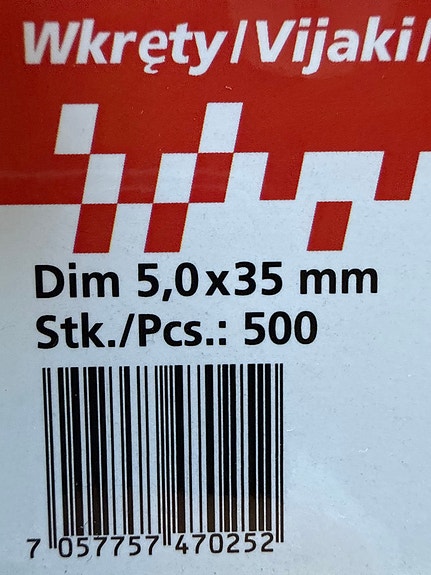 Wkręty/Vijaki/
Dim 5,0x35 mm
Stk./Pcs.: 500
7 057757 470252